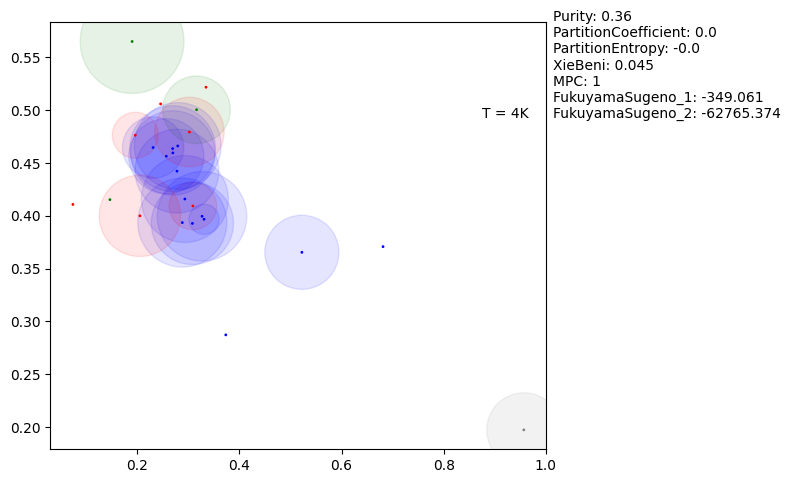 Purity: 0.36
PartitionCoefficient: 0.0
PartitionEntropy: -0.0
XieBeni: 0.045
MPC: 1
FukuyamaSugeno_1: -349.061
FukuyamaSugeno_2: -62765.374
T = 4K
0.55
0.50
0.45
0.40
0.35
0.30
0.25
0.20
0.2 0.4 0.6 0.8 1.0